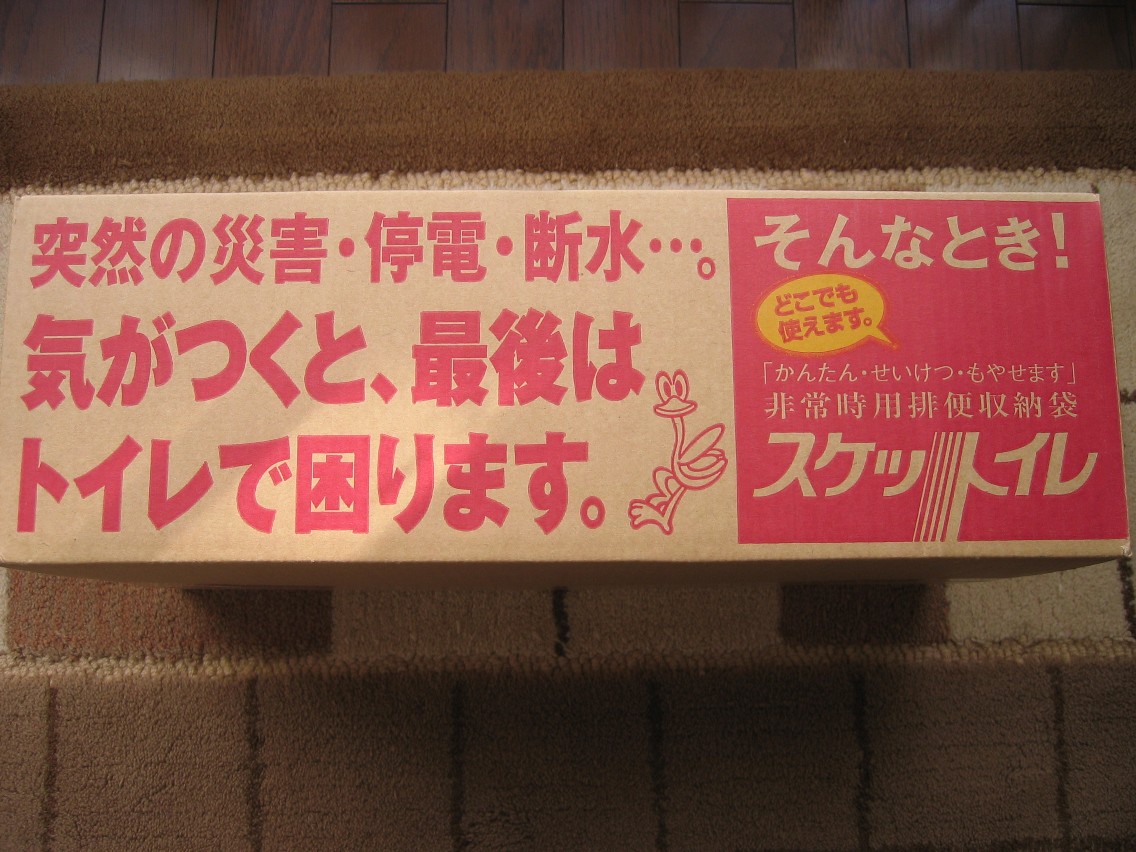 突然の災害・停電・断水…。
気がつくと、最後は
トイレで困ります。
そんなとき！
どこでも
使えます。
「かんたん・せいけつ・もやせます」
非常時用排便収納袋
スケットイレ